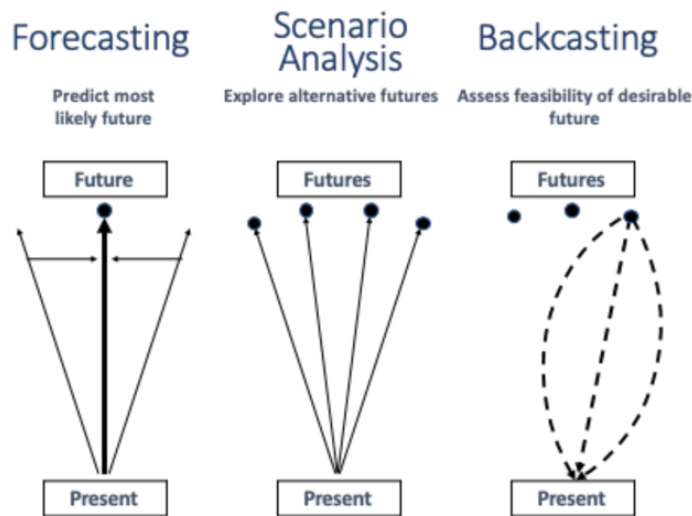 Forecasting
Predict most
likely future
Future
Present
Scenario
Analysis
Explore alternative futures
Futures
Present
Backcasting
Assess feasibility of desirable
future
Futures
Present